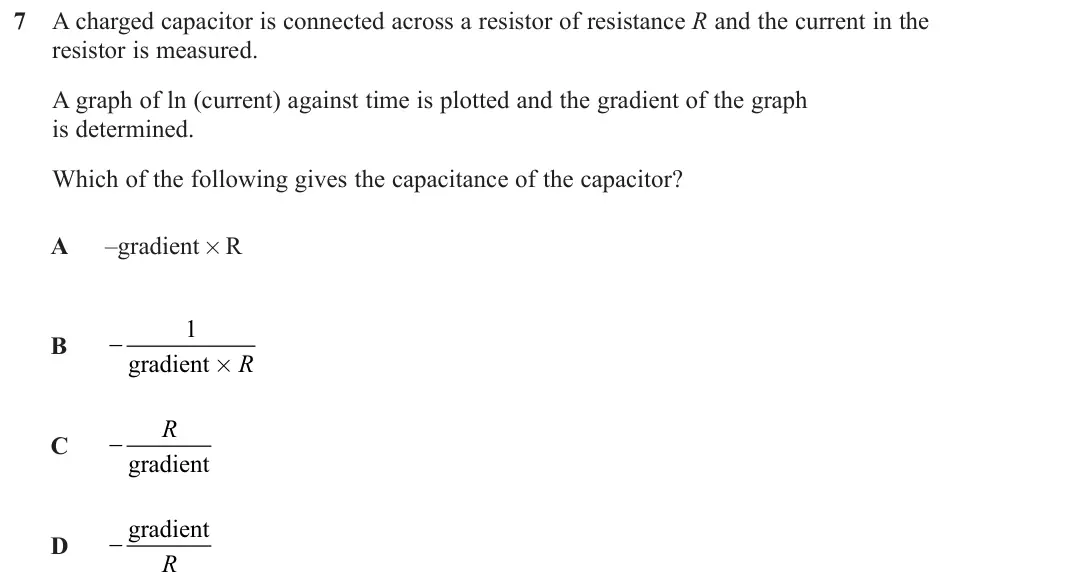 7 A charged capacitor is connected across a resistor of resistance R and the current in the
resistor is measured.
A graph of ln (current) against time is plotted and the gradient of the graph
is determined.
Which of the following gives the capacitance of the capacitor?
A –gradient × R
B − 1
gradient × R
C − R
gradient
D − gradient
R